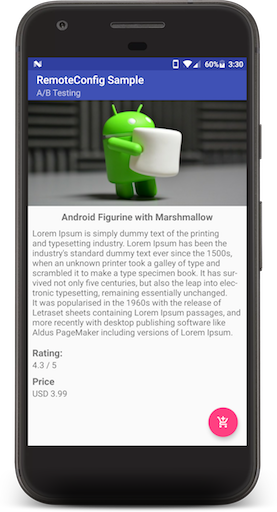 60% 3:30
RemoteConfig Sample
A/B Testing
Android Figurine with Marshmallow
Lorem Ipsum is simply dummy text of the printing
and typesetting industry. Lorem Ipsum has been the
industry's standard dummy text ever since the 1500s,
when an unknown printer took a galley of type and
scrambled it to make a type specimen book. It has sur-
vived not only five centuries, but also the leap into elec-
tronic typesetting, remaining essentially unchanged.
It was popularised in the 1960s with the release of
Letraset sheets containing Lorem Ipsum passages, and
more recently with desktop publishing software like
Aldus PageMaker including versions of Lorem Ipsum.
Rating:
4.3 / 5
Price
USD 3.99